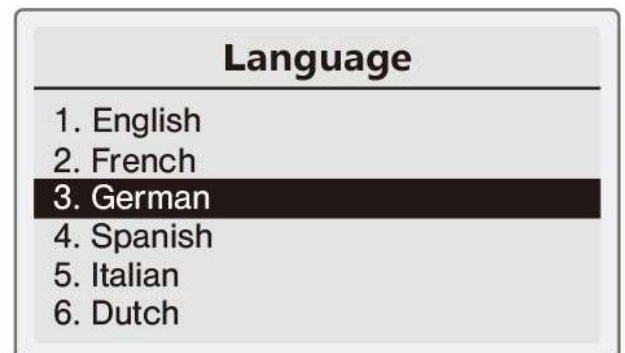 Language
1. English
2. French
3. German
4. Spanish
5. Italian
6. Dutch